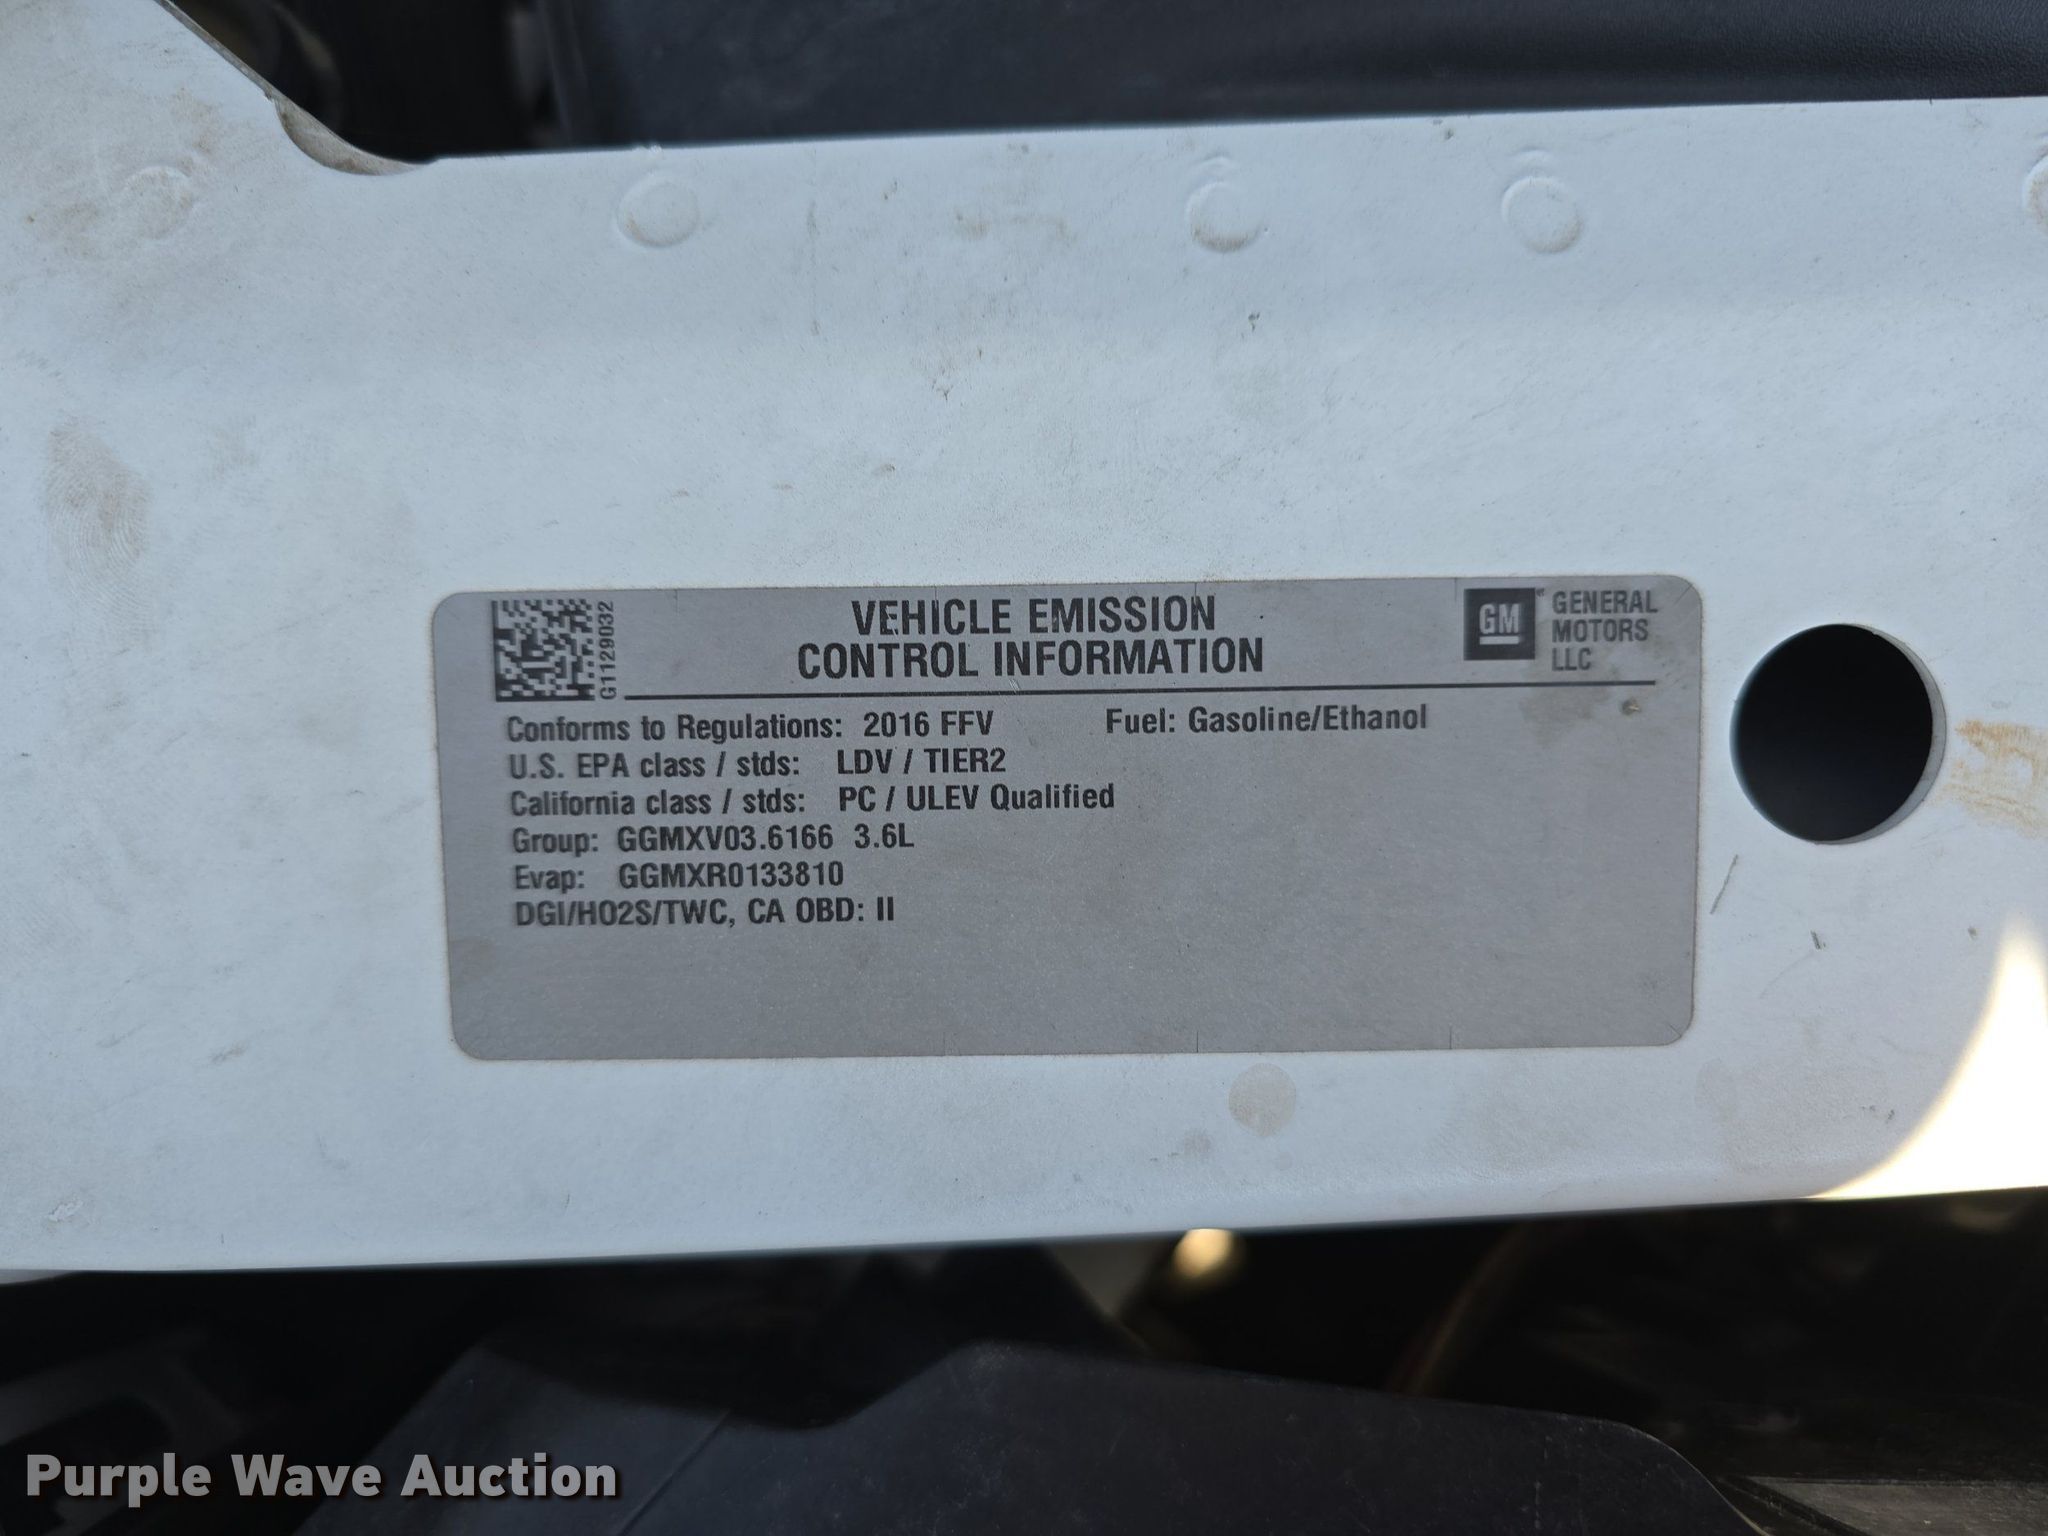 G11129032
VEHICLE EMISSION
CONTROL INFORMATION
GM
GENERAL
MOTORS
LLC
Conforms to Regulations: 2016 FFV Fuel: Gasoline/Ethanol
U.S. EPA class / stds: LDV / TIER2
California class / stds: PC / ULEV Qualified
Group: GGMXV03.6166 3.6L
Evap: GGMXR0133810
DGI/HO2S/TWC, CA OBD: II
Purple Wave Auction